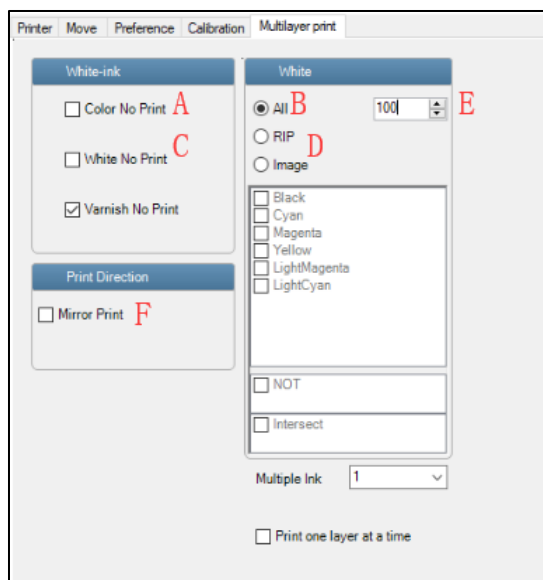 Printer Move Preference Calibration Multilayer print
White-ink
Color No Print A
White No Print C
Varnish No Print
Print Direction
Mirror Print F
White
All B 100 E
RIP D
Image
Black
Cyan
Magenta
Yellow
LightMagenta
LightCyan
NOT
Intersect
Multiple Ink 1
Print one layer at a time